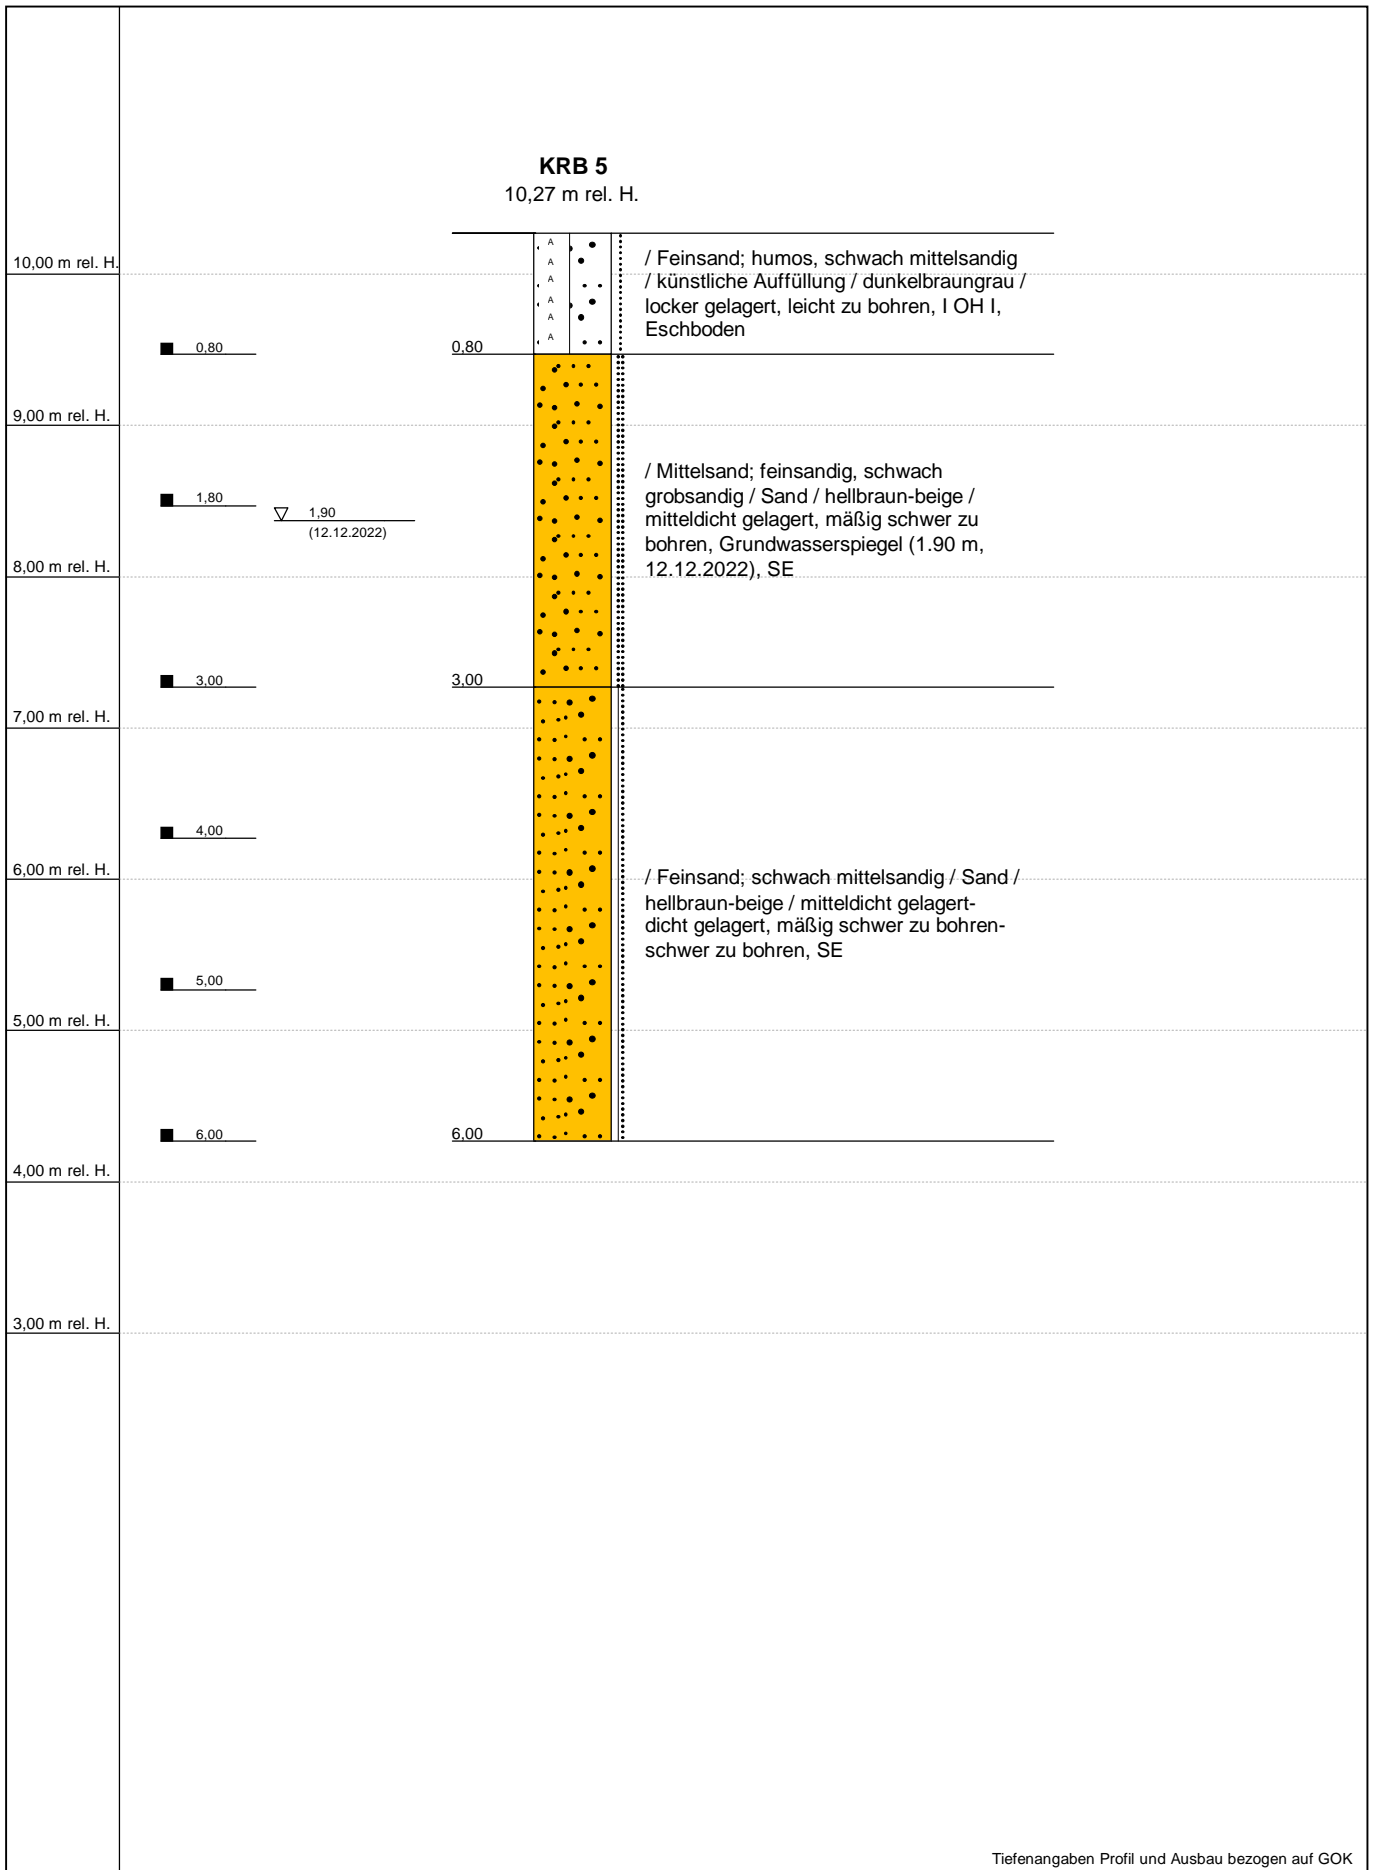 KRB 5
10,27 m rel. H.
10,00 m rel. H.
A
A
A
A
A
A
/ Feinsand; humos, schwach mittelsandig
/ künstliche Auffüllung / dunkelbraungrau /
locker gelagert, leicht zu bohren, I OH I,
Eschboden
0,80
0,80
9,00 m rel. H.
/ Mittelsand; feinsandig, schwach
grobsandig / Sand / hellbraun-beige /
mitteldicht gelagert, mäßig schwer zu
bohren, Grundwasserspiegel (1.90 m,
12.12.2022), SE
1,80
1,90
(12.12.2022)
8,00 m rel. H.
3,00
3,00
7,00 m rel. H.
4,00
6,00 m rel. H.
/ Feinsand; schwach mittelsandig / Sand /
hellbraun-beige / mitteldicht gelagert-
dicht gelagert, mäßig schwer zu bohren-
schwer zu bohren, SE
5,00
5,00 m rel. H.
6,00
6,00
4,00 m rel. H.
3,00 m rel. H.
Tiefenangaben Profil und Ausbau bezogen auf GOK